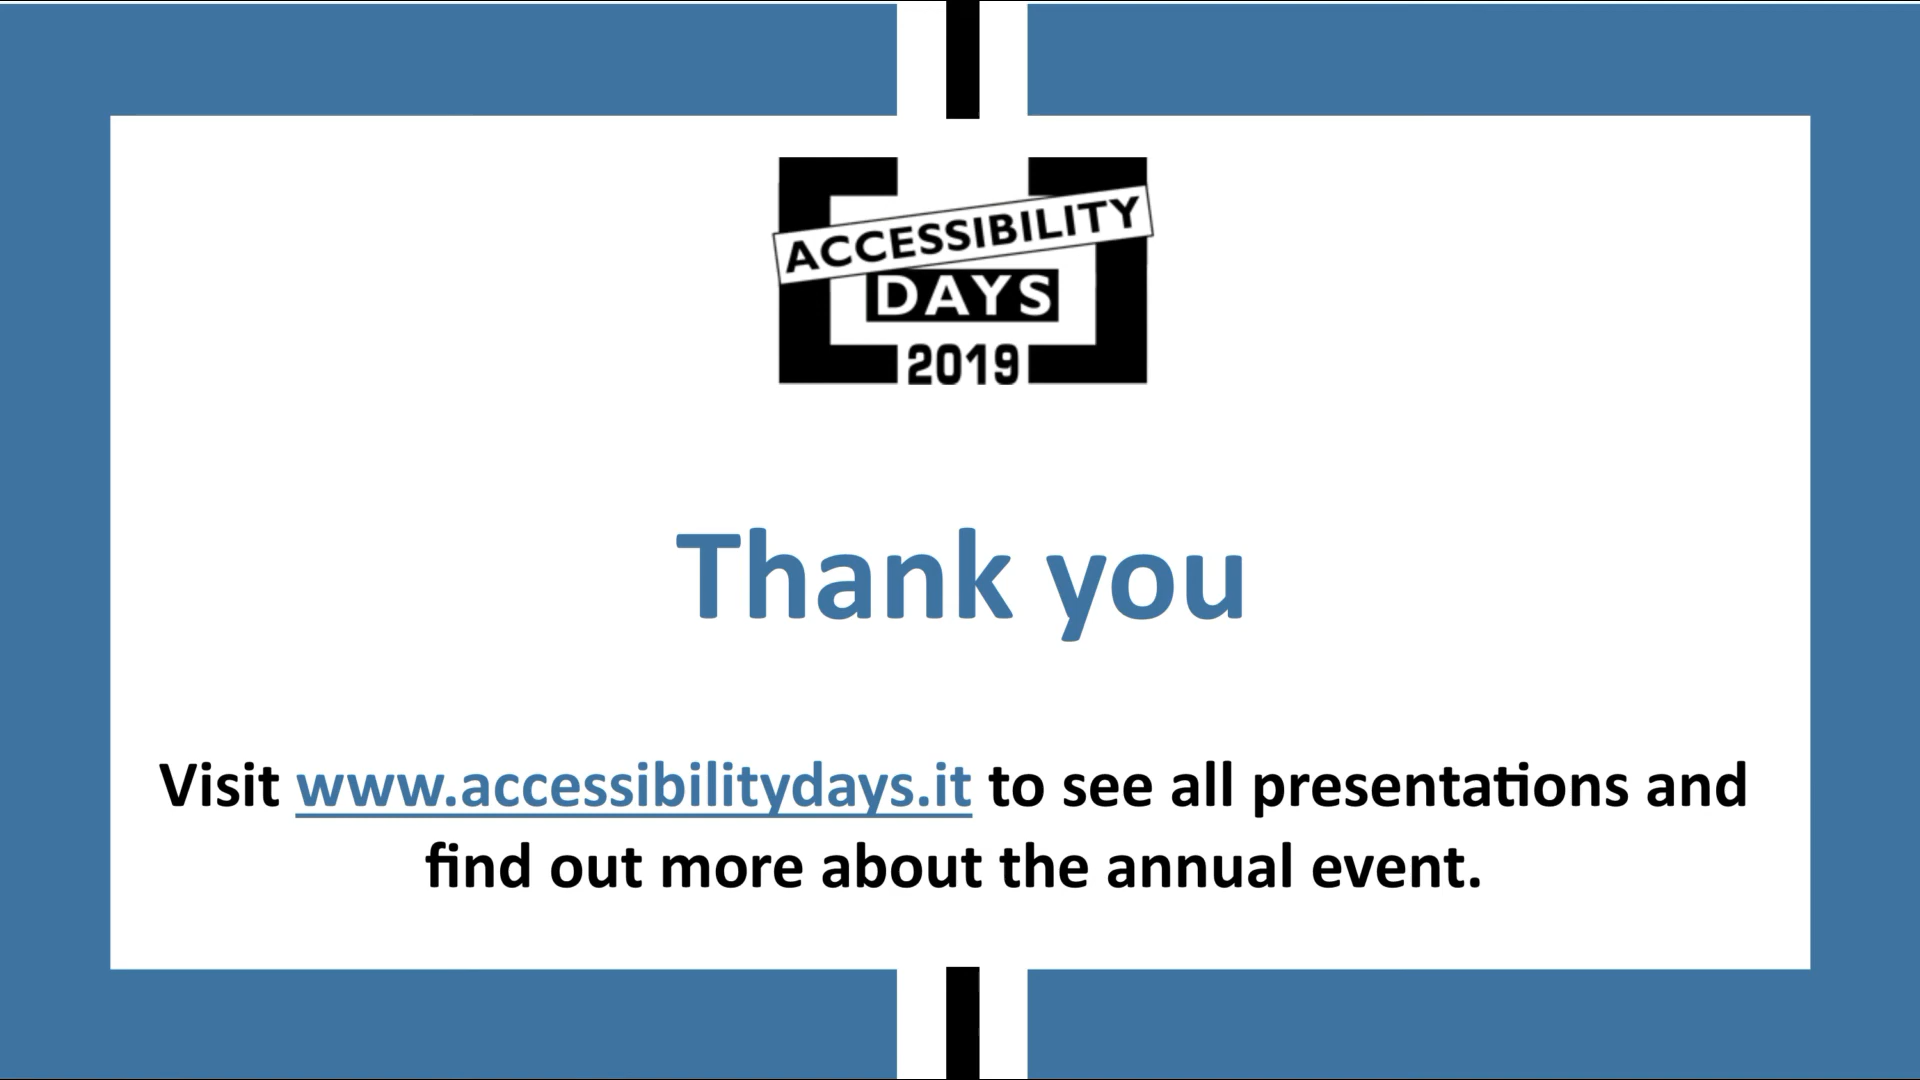 ACCESSIBILITY
DAYS
2019
Thank you
Visit www.accessibilitydays.it to see all presentations and
find out more about the annual event.